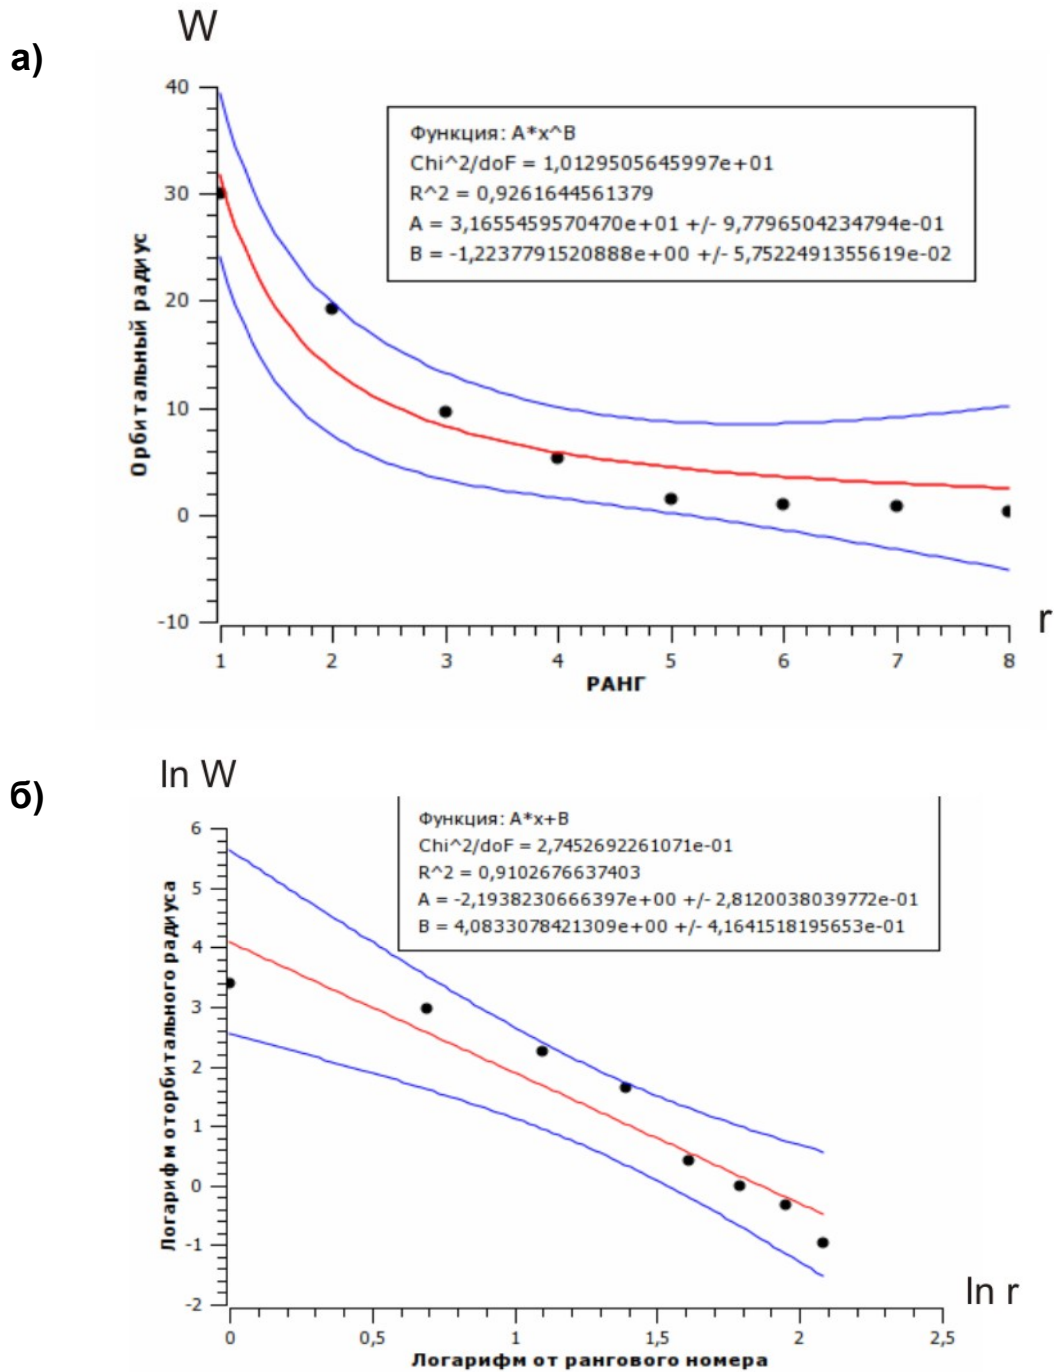 W
а)
40
30
20
10
0
-10
Орбитальный радиус
Функция: A*x^B
Chi^2/doF = 1,0129505645997e+01
R^2 = 0,9261644561379
A = 3,1655459570470e+01 +/- 9,7796504234794e-01
B = -1,2237791520888e+00 +/- 5,7522491355619e-02
1 2 3 4 5 6 7 8
r
РАНГ
ln W
б)
6
5
4
3
2
1
0
-1
-2
Логарифм оторбитального радиуса
Функция: A*x+B
Chi^2/doF = 2,7452692261071e-01
R^2 = 0,9102676637403
A = -2,1938230666397e+00 +/- 2,8120038039772e-01
B = 4,0833078421309e+00 +/- 4,1641518195653e-01
ln r
0 0,5 1 1,5 2 2,5
Логарифм от рангового номера